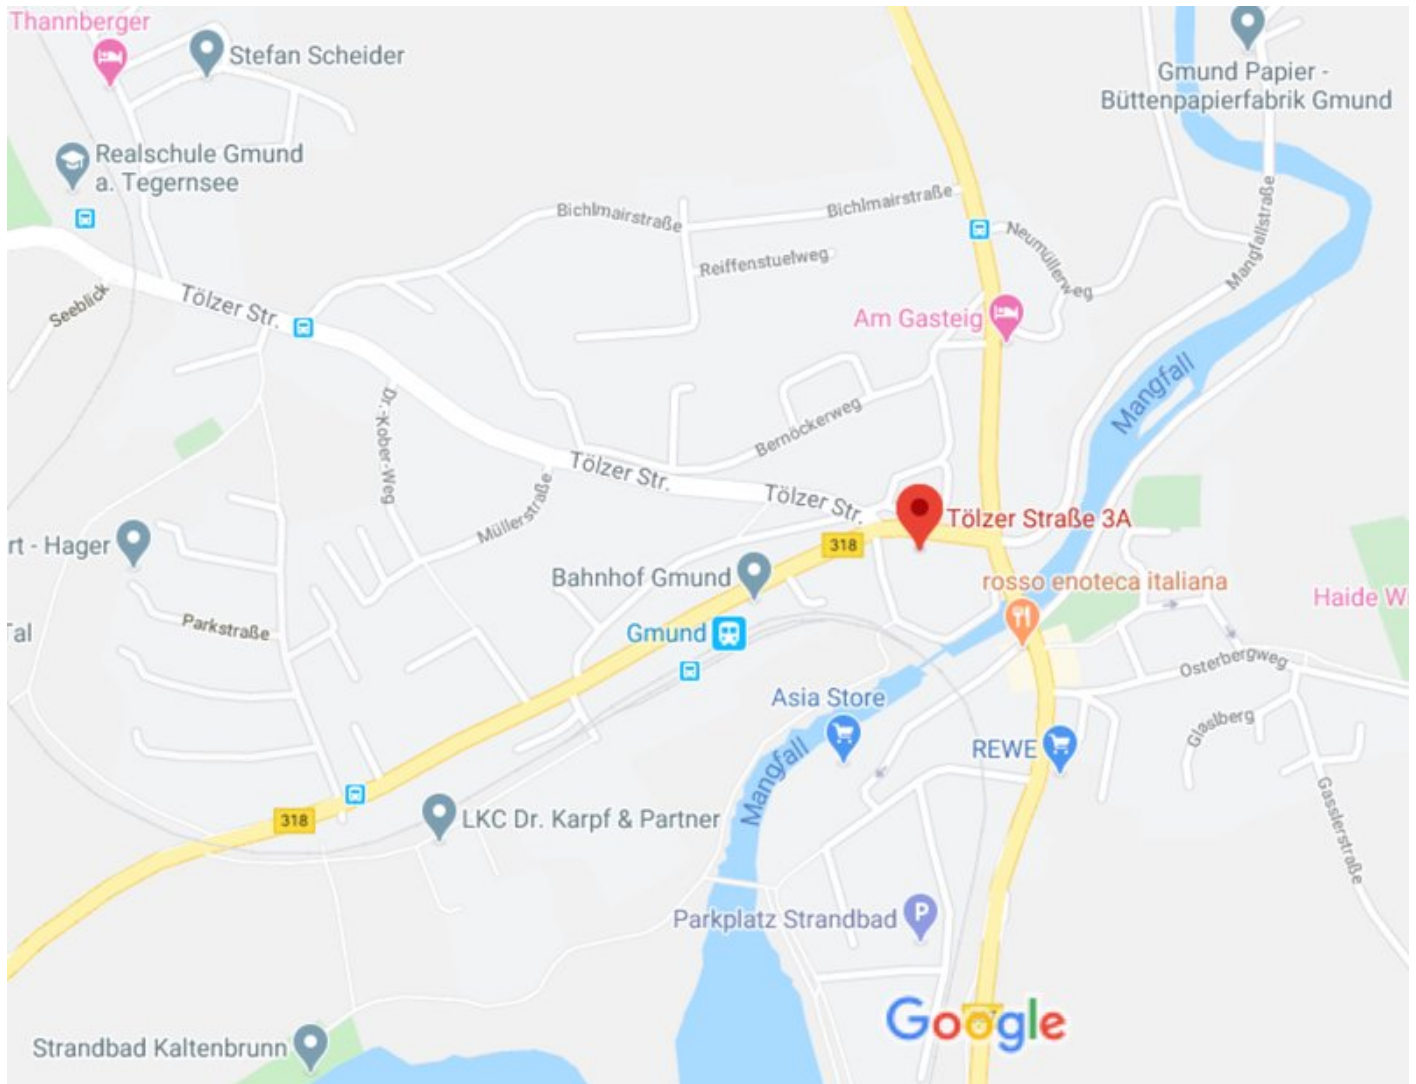 Thannberger
Stefan Scheider
Gmund Papier -
Büttenpapierfabrik Gmund
Realschule Gmund
a. Tegernsee
Bichlmairstraße
Bichlmairstraße
Neumüllerweg
Mangfallstraße
Reiffenstuelweg
Seeblick
Tölzer Str.
Am Gasteig
Mangfall
Dr.-Kober-Weg
Bernöckerweg
Tölzer Str.
Tölzer Str.
Müllerstraße
Tölzer Straße 3A
rt - Hager
318
Bahnhof Gmund
rosso enoteca italiana
Haide Wi
Parkstraße
Tal
Gmund
Osterbergweg
Asia Store
Glaslberg
REWE
Mangfall
318
LKC Dr. Karpf & Partner
Gasslerstraße
P
Parkplatz Strandbad
Google
Strandbad Kaltenbrunn